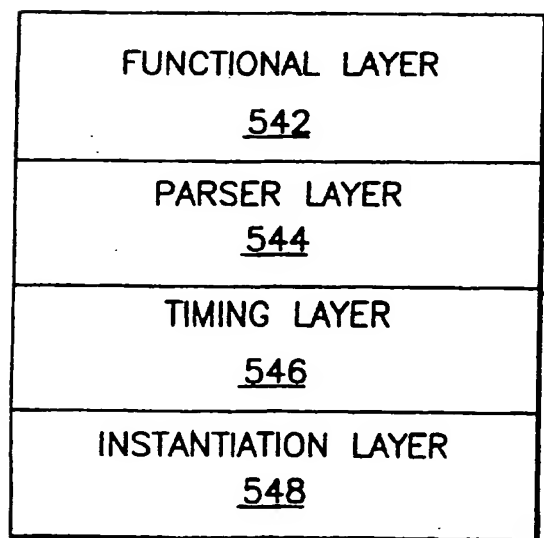 FUNCTIONAL LAYER
542
PARSER LAYER
544
TIMING LAYER
546
INSTANTIATION LAYER
548